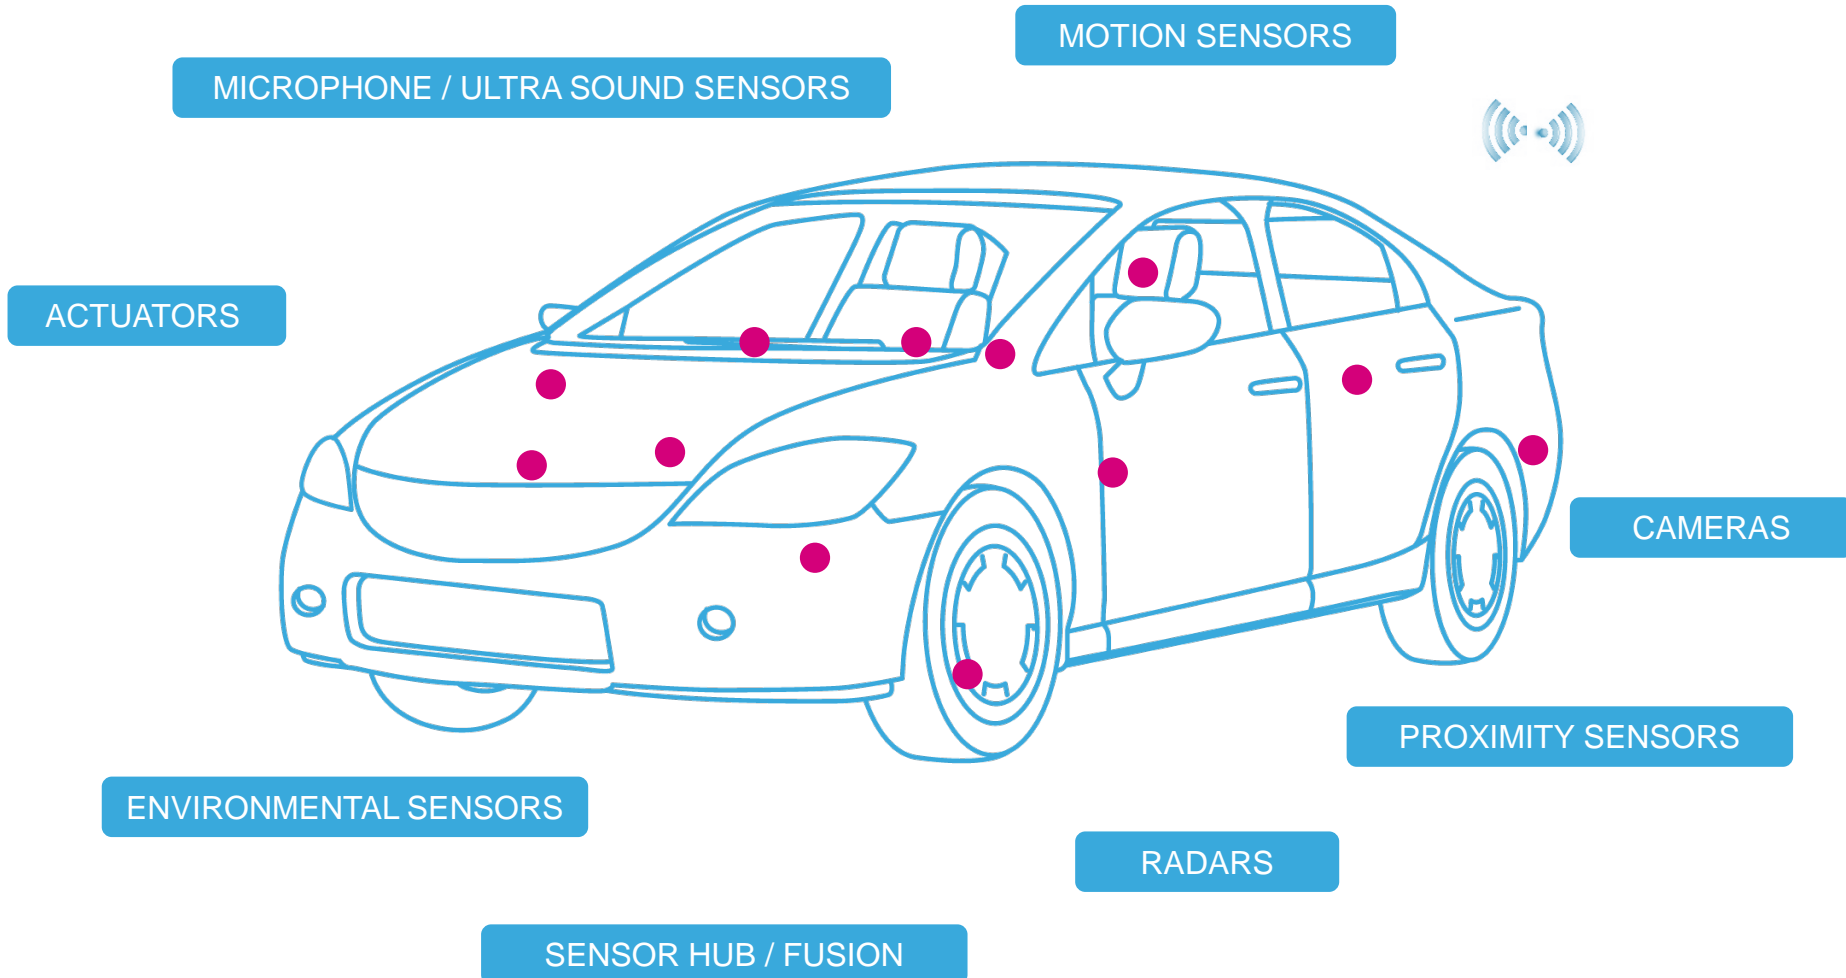 MOTION SENSORS
MICROPHONE / ULTRA SOUND SENSORS
ACTUATORS
CAMERAS
PROXIMITY SENSORS
ENVIRONMENTAL SENSORS
RADARS
SENSOR HUB / FUSION